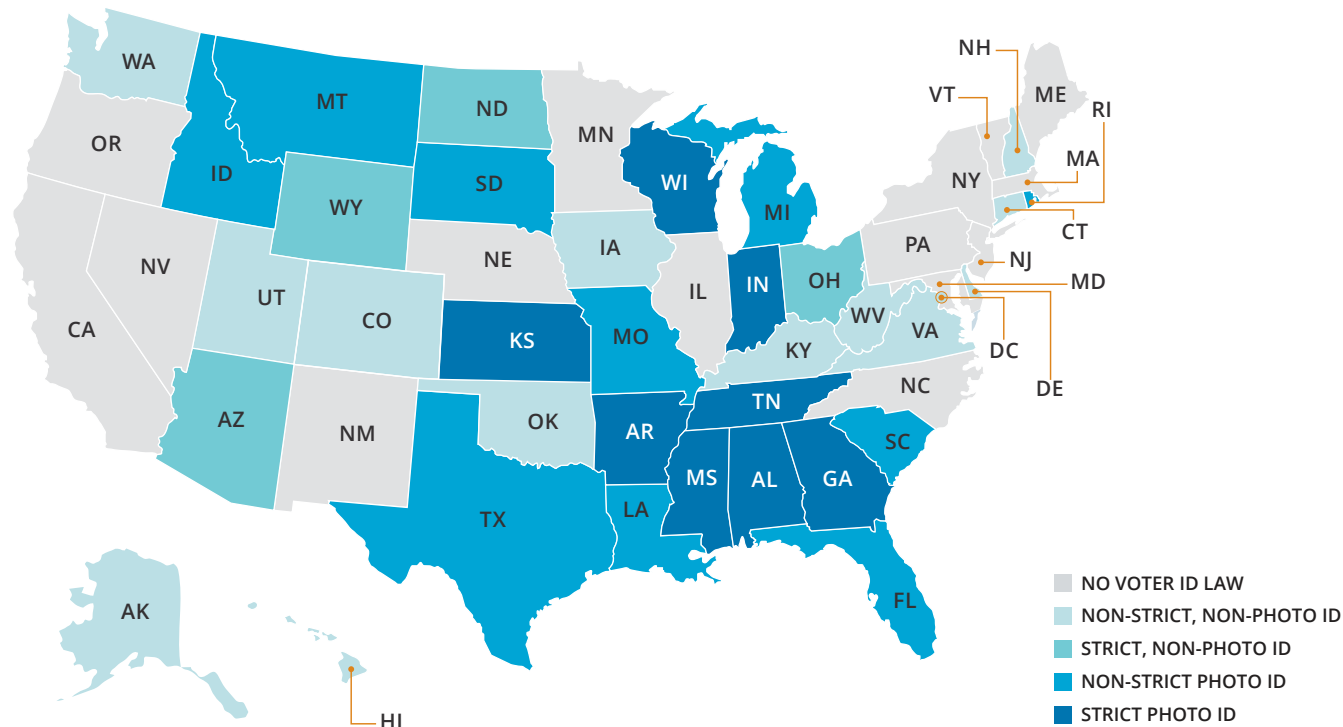 WA
MT
ND
MN
NH
VT
ME
RI
OR
ID
SD
WI
MI
NY
MA
WY
CT
NV
UT
NE
IA
IL
IN
OH
PA
NJ
MD
CA
CO
KS
MO
KY
WV
VA
DC
DE
AZ
NM
OK
AR
TN
NC
MS
AL
GA
SC
TX
LA
FL
AK
HI
NO VOTER ID LAW
NON-STRICT, NON-PHOTO ID
STRICT, NON-PHOTO ID
NON-STRICT PHOTO ID
STRICT PHOTO ID